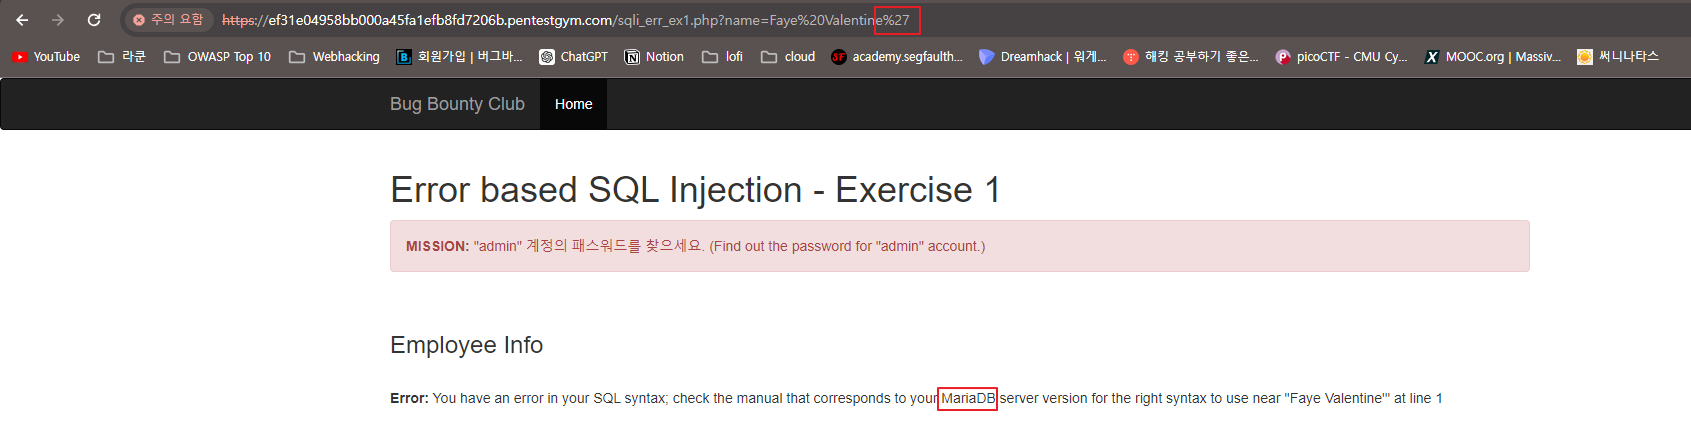 주의 요함 https://ef31e04958bb000a45fa1efb8fd7206b.pentestgym.com/sqli_err_ex1.php?name=Faye%20Valentine%27
YouTube 라쿤 OWASP Top 10 Webhacking 회원가입 | 버그바... ChatGPT Notion lofi cloud academy.segfaulth... Dreamhack | 워게... 해킹 공부하기 좋은... picoCTF - CMU Cy... MOOC.org | Massiv... 써니나타스
Bug Bounty Club Home
Error based SQL Injection - Exercise 1
MISSION: "admin" 계정의 패스워드를 찾으세요. (Find out the password for "admin" account.)
Employee Info
Error: You have an error in your SQL syntax; check the manual that corresponds to your MariaDB server version for the right syntax to use near "Faye Valentine'" at line 1